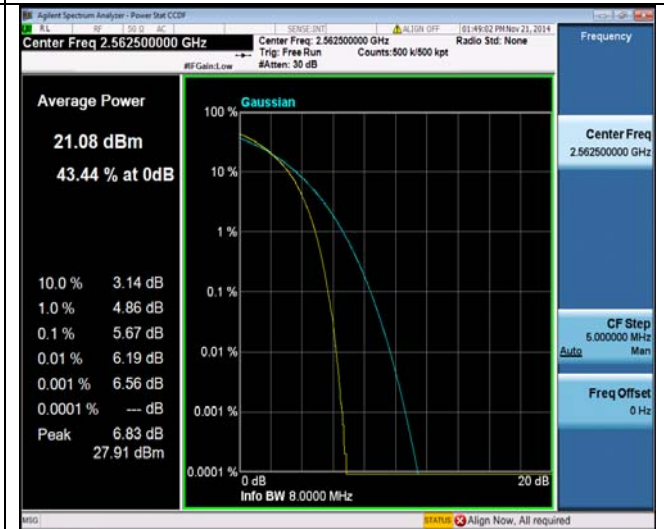 Agilent Spectrum Analyzer - Power Stat CCDF
RL RF 50 Ω AC SENSE:INT ALIGN OFF 01:49:02 PM Nov 21, 2014
Center Freq 2.562500000 GHz
Center Freq: 2.562500000 GHz Radio Std: None
Trig: Free Run Counts:500 k/500 kpt
#IFGain:Low #Atten: 30 dB
Frequency
Average Power
21.08 dBm
43.44 % at 0dB
10.0 % 3.14 dB
1.0 % 4.86 dB
0.1 % 5.67 dB
0.01 % 6.19 dB
0.001 % 6.56 dB
0.0001 % --- dB
Peak 6.83 dB
27.91 dBm
Gaussian
100 %
10 %
1 %
0.1 %
0.01 %
0.001 %
0.0001 %
0 dB 20 dB
Info BW 8.0000 MHz
Center Freq
2.562500000 GHz
CF Step
5.000000 MHz
Auto Man
Freq Offset
0 Hz
MSG STATUS Align Now, All required